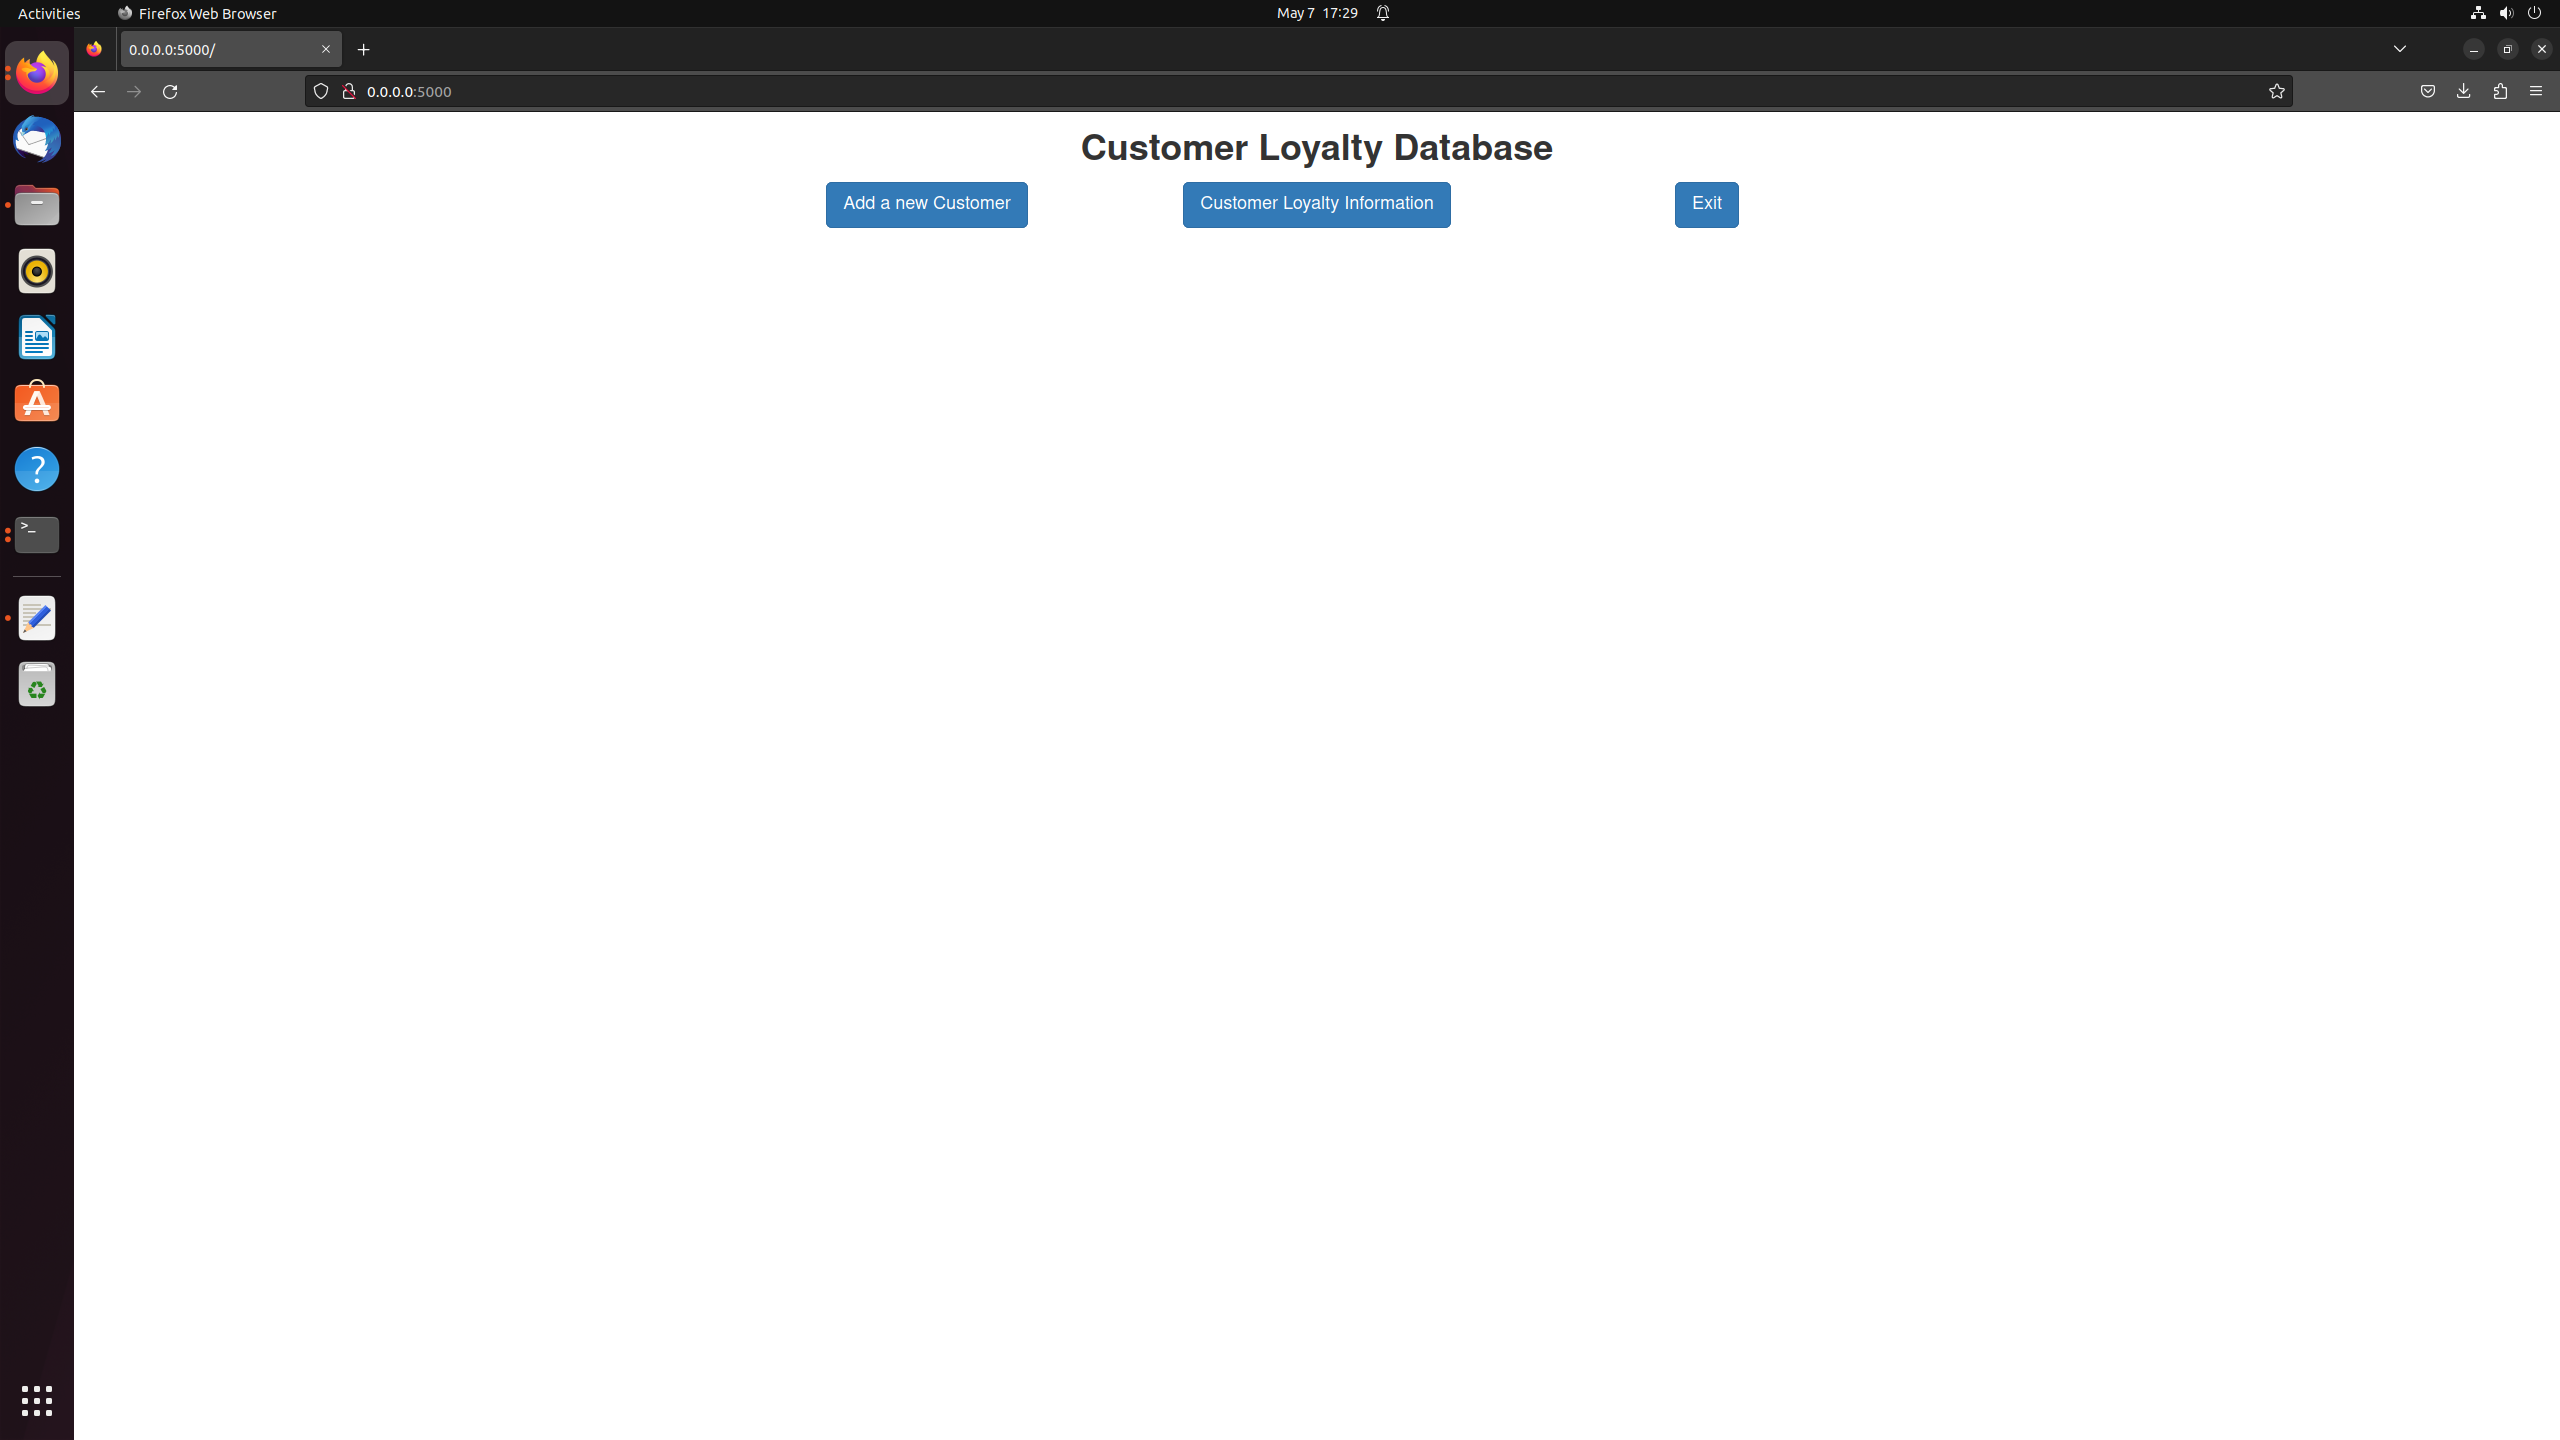 Activities Firefox Web Browser May 7 17:29
0.0.0.0:5000/
0.0.0.0:5000
Customer Loyalty Database
Add a new Customer Customer Loyalty Information Exit